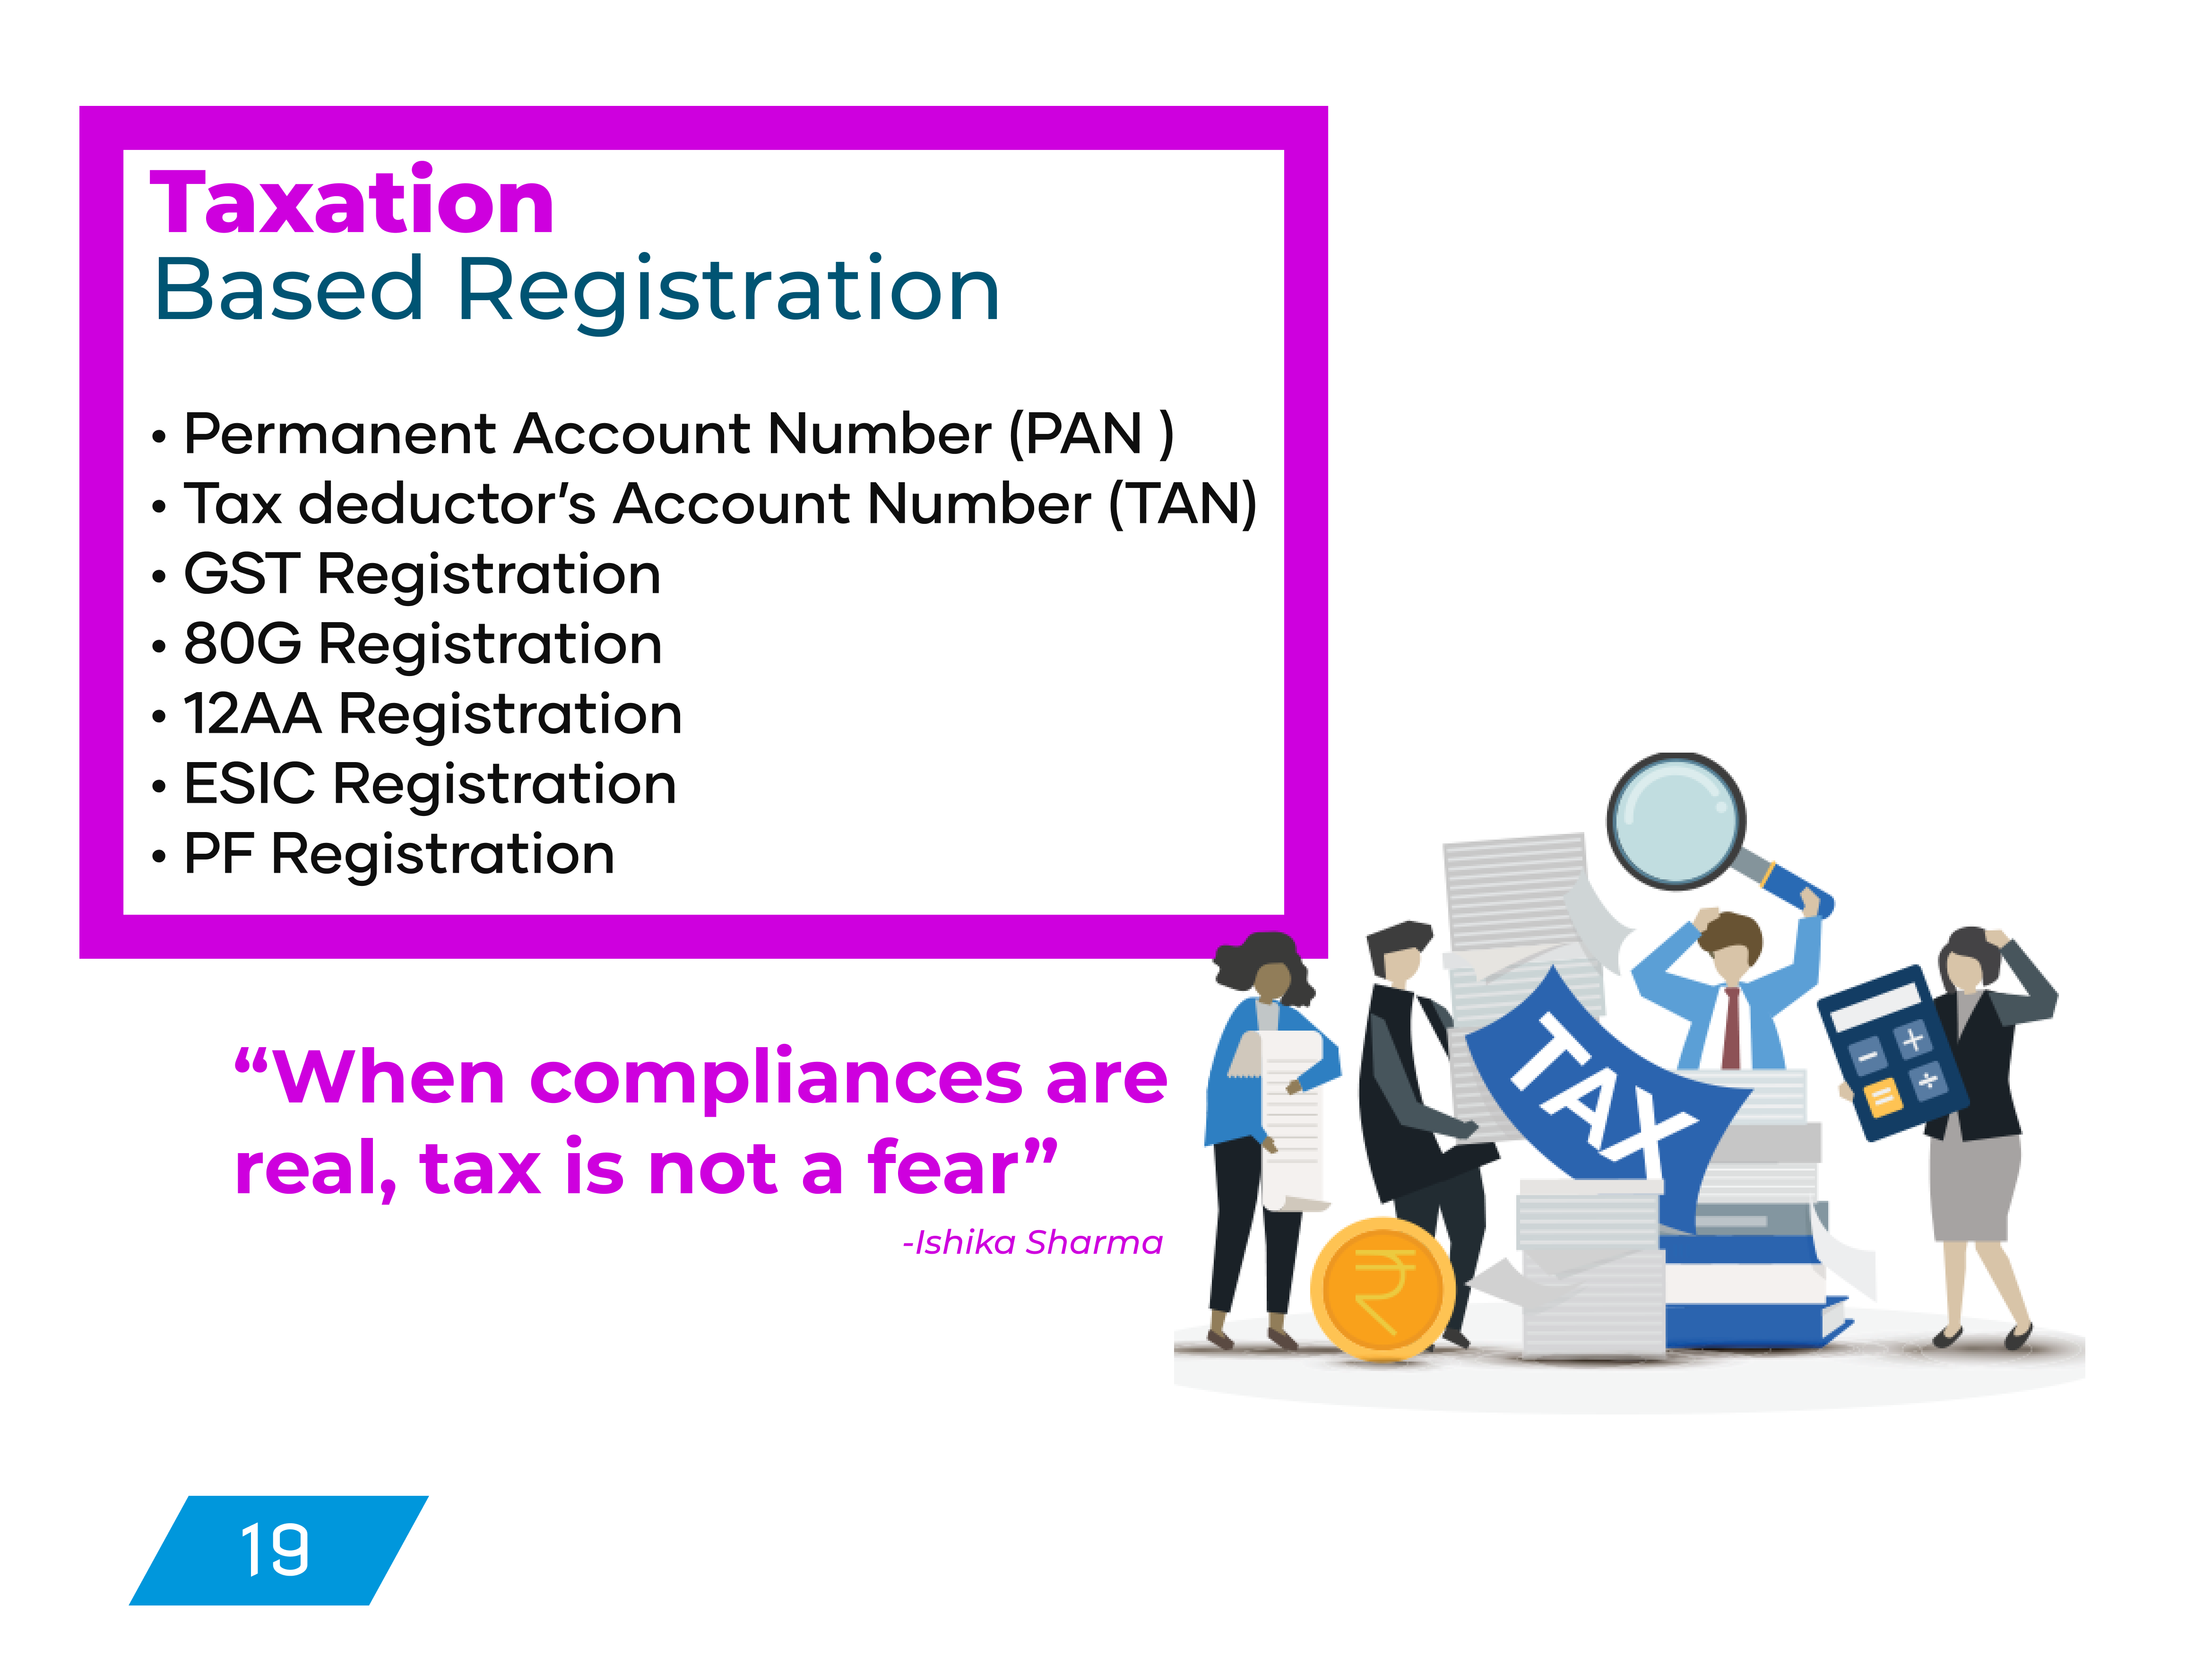 Taxation
Based Registration
• Permanent Account Number (PAN )
• Tax deductor’s Account Number (TAN)
• GST Registration
• 80G Registration
• 12AA Registration
• ESIC Registration
• PF Registration
“When compliances are
real, tax is not a fear”
-Ishika Sharma
TAX
₹
19